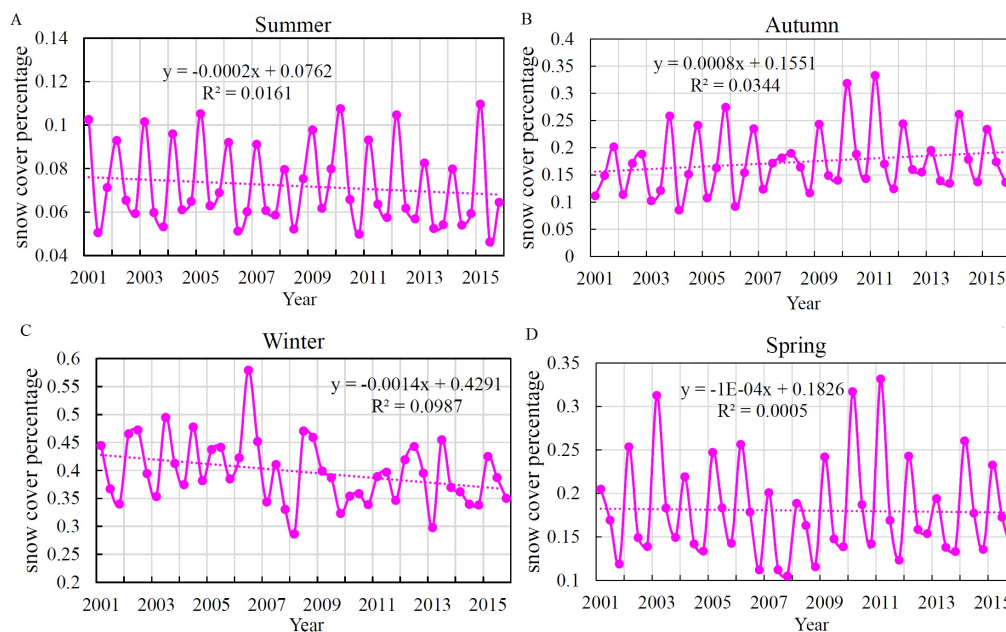 A
Summer
snow cover percentage
0.14
0.12
0.1
0.08
0.06
0.04
y = -0.0002x + 0.0762
R² = 0.0161
2001 2003 2005 2007 2009 2011 2013 2015
Year
B
Autumn
snow cover percentage
0.4
0.35
0.3
0.25
0.2
0.15
0.1
0.05
0
y = 0.0008x + 0.1551
R² = 0.0344
2001 2003 2005 2007 2009 2011 2013 2015
Year
C
Winter
snow cover percentage
0.6
0.55
0.5
0.45
0.4
0.35
0.3
0.25
0.2
y = -0.0014x + 0.4291
R² = 0.0987
2001 2003 2005 2007 2009 2011 2013 2015
Year
D
Spring
snow cover percentage
0.35
0.3
0.25
0.2
0.15
0.1
y = -1E-04x + 0.1826
R² = 0.0005
2001 2003 2005 2007 2009 2011 2013 2015
Year